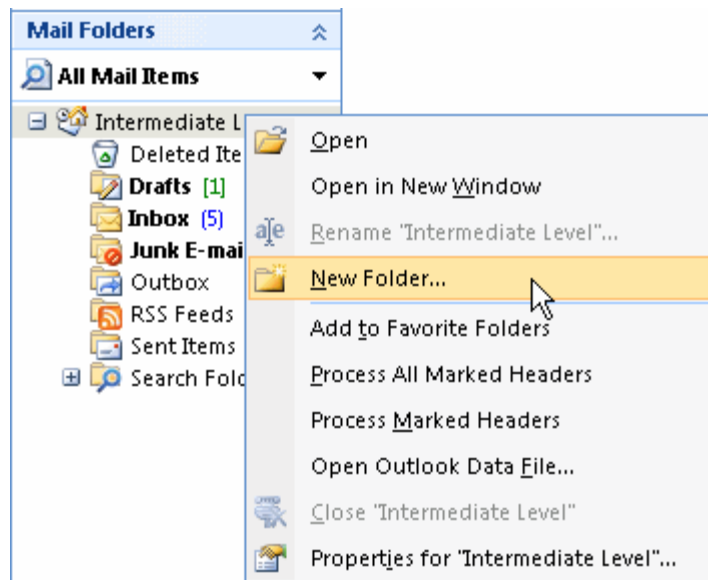 Mail Folders
All Mail Items
Intermediate L
Deleted Ite
Drafts [1]
Inbox (5)
Junk E-mai
Outbox
RSS Feeds
Sent Items
Search Fold
Open
Open in New Window
Rename "Intermediate Level"...
New Folder...
Add to Favorite Folders
Process All Marked Headers
Process Marked Headers
Open Outlook Data File...
Close "Intermediate Level"
Properties for "Intermediate Level"...